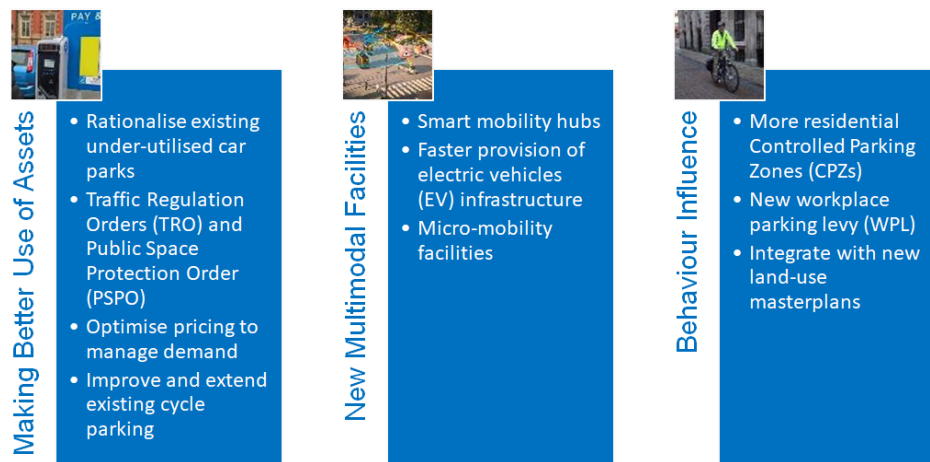 PAY &
Making Better Use of Assets
• Rationalise existing
under-utilised car
parks
• Traffic Regulation
Orders (TRO) and
Public Space
Protection Order
(PSPO)
• Optimise pricing to
manage demand
• Improve and extend
existing cycle
parking
New Multimodal Facilities
• Smart mobility hubs
• Faster provision of
electric vehicles
(EV) infrastructure
• Micro-mobility
facilities
Behaviour Influence
• More residential
Controlled Parking
Zones (CPZs)
• New workplace
parking levy (WPL)
• Integrate with new
land-use
masterplans